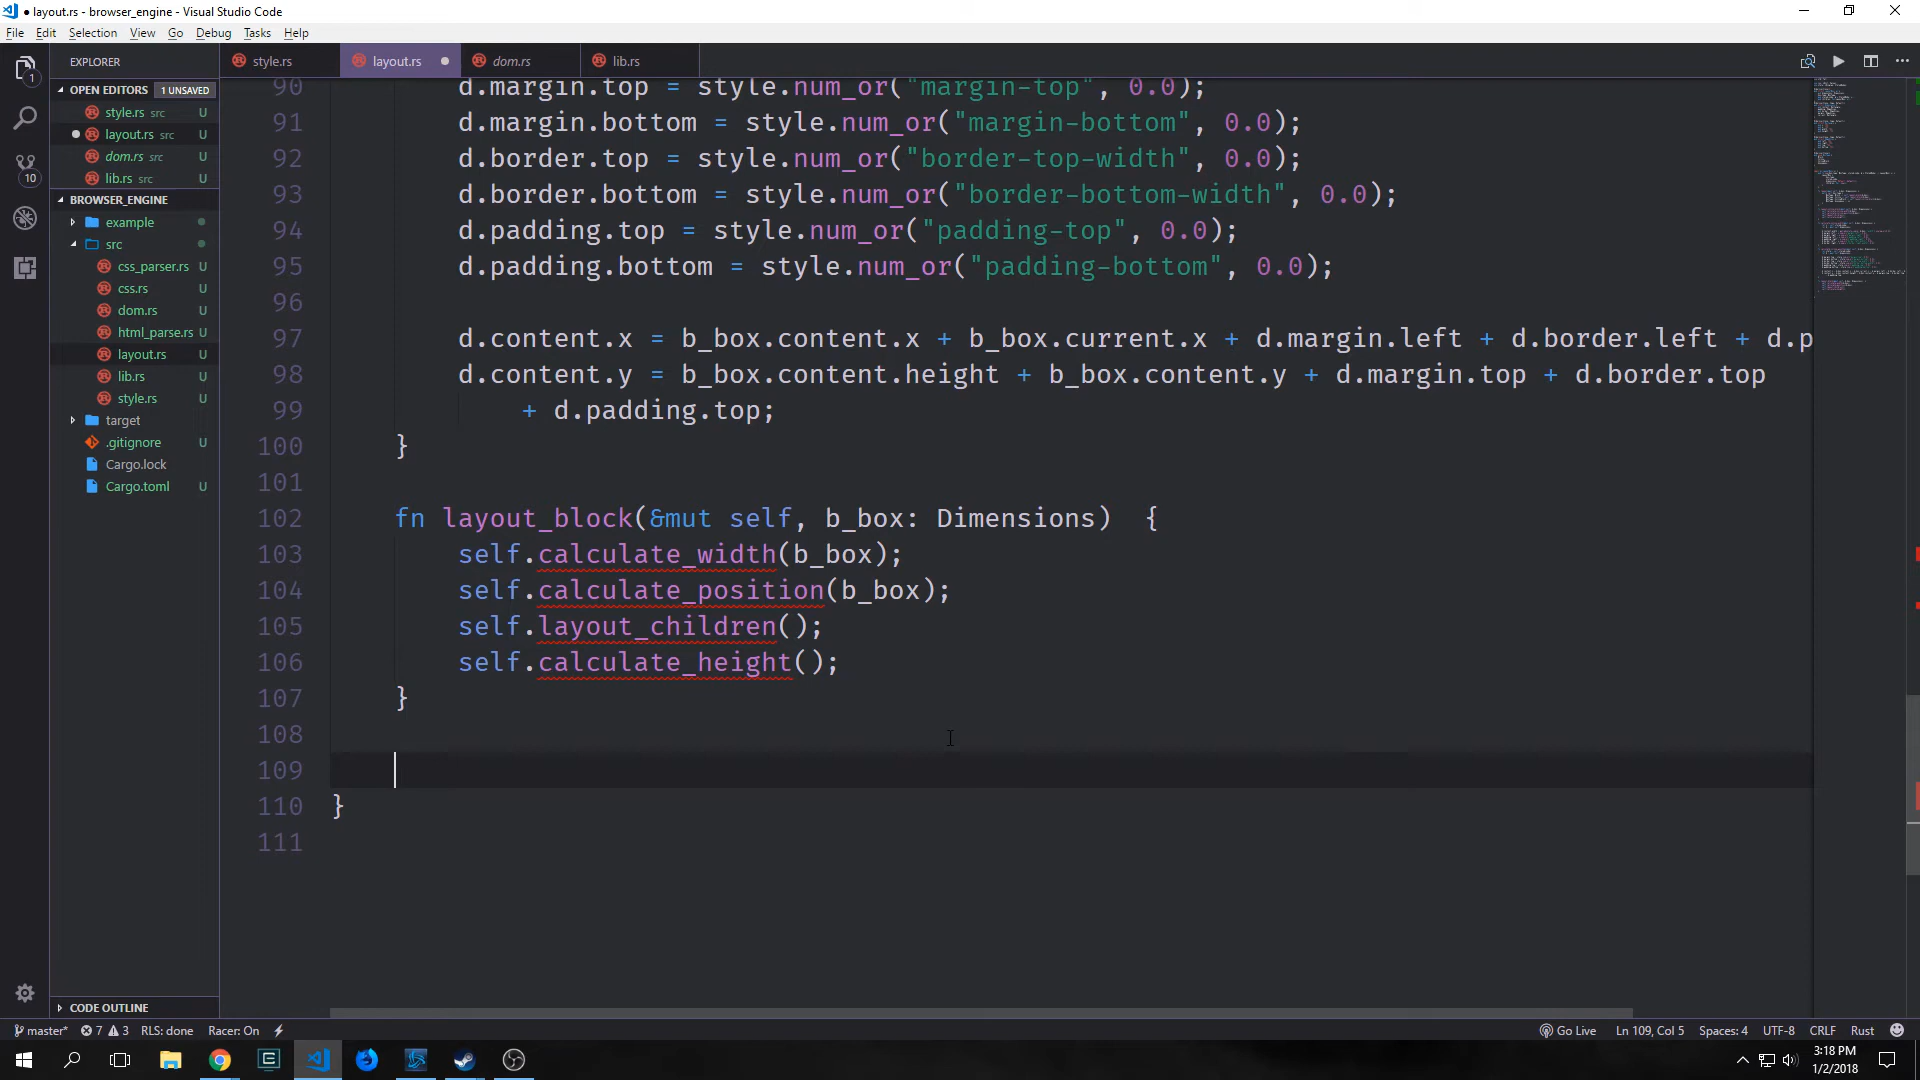 layout.rs - browser_engine - Visual Studio Code
File Edit Selection View Go Debug Tasks Help
EXPLORER
style.rs layout.rs dom.rs lib.rs
OPEN EDITORS 1 UNSAVED
style.rs src U
layout.rs src U
dom.rs src U
lib.rs src U
BROWSER_ENGINE
example
src
css_parser.rs U
css.rs U
dom.rs U
html_parse.rs U
layout.rs U
lib.rs U
style.rs U
target
.gitignore U
Cargo.lock
Cargo.toml U
CODE OUTLINE
1
10
90 d.margin.top = style.num_or("margin-top", 0.0);
91 d.margin.bottom = style.num_or("margin-bottom", 0.0);
92 d.border.top = style.num_or("border-top-width", 0.0);
93 d.border.bottom = style.num_or("border-bottom-width", 0.0);
94 d.padding.top = style.num_or("padding-top", 0.0);
95 d.padding.bottom = style.num_or("padding-bottom", 0.0);
96
97 d.content.x = b_box.content.x + b_box.current.x + d.margin.left + d.border.left + d.p
98 d.content.y = b_box.content.height + b_box.content.y + d.margin.top + d.border.top
99 + d.padding.top;
100 }
101
102 fn layout_block(&mut self, b_box: Dimensions)  {
103 self.calculate_width(b_box);
104 self.calculate_position(b_box);
105 self.layout_children();
106 self.calculate_height();
107 }
108
109
110 }
111
master* 7 3 RLS: done Racer: On Go Live Ln 109, Col 5 Spaces: 4 UTF-8 CRLF Rust
3:18 PM
1/2/2018